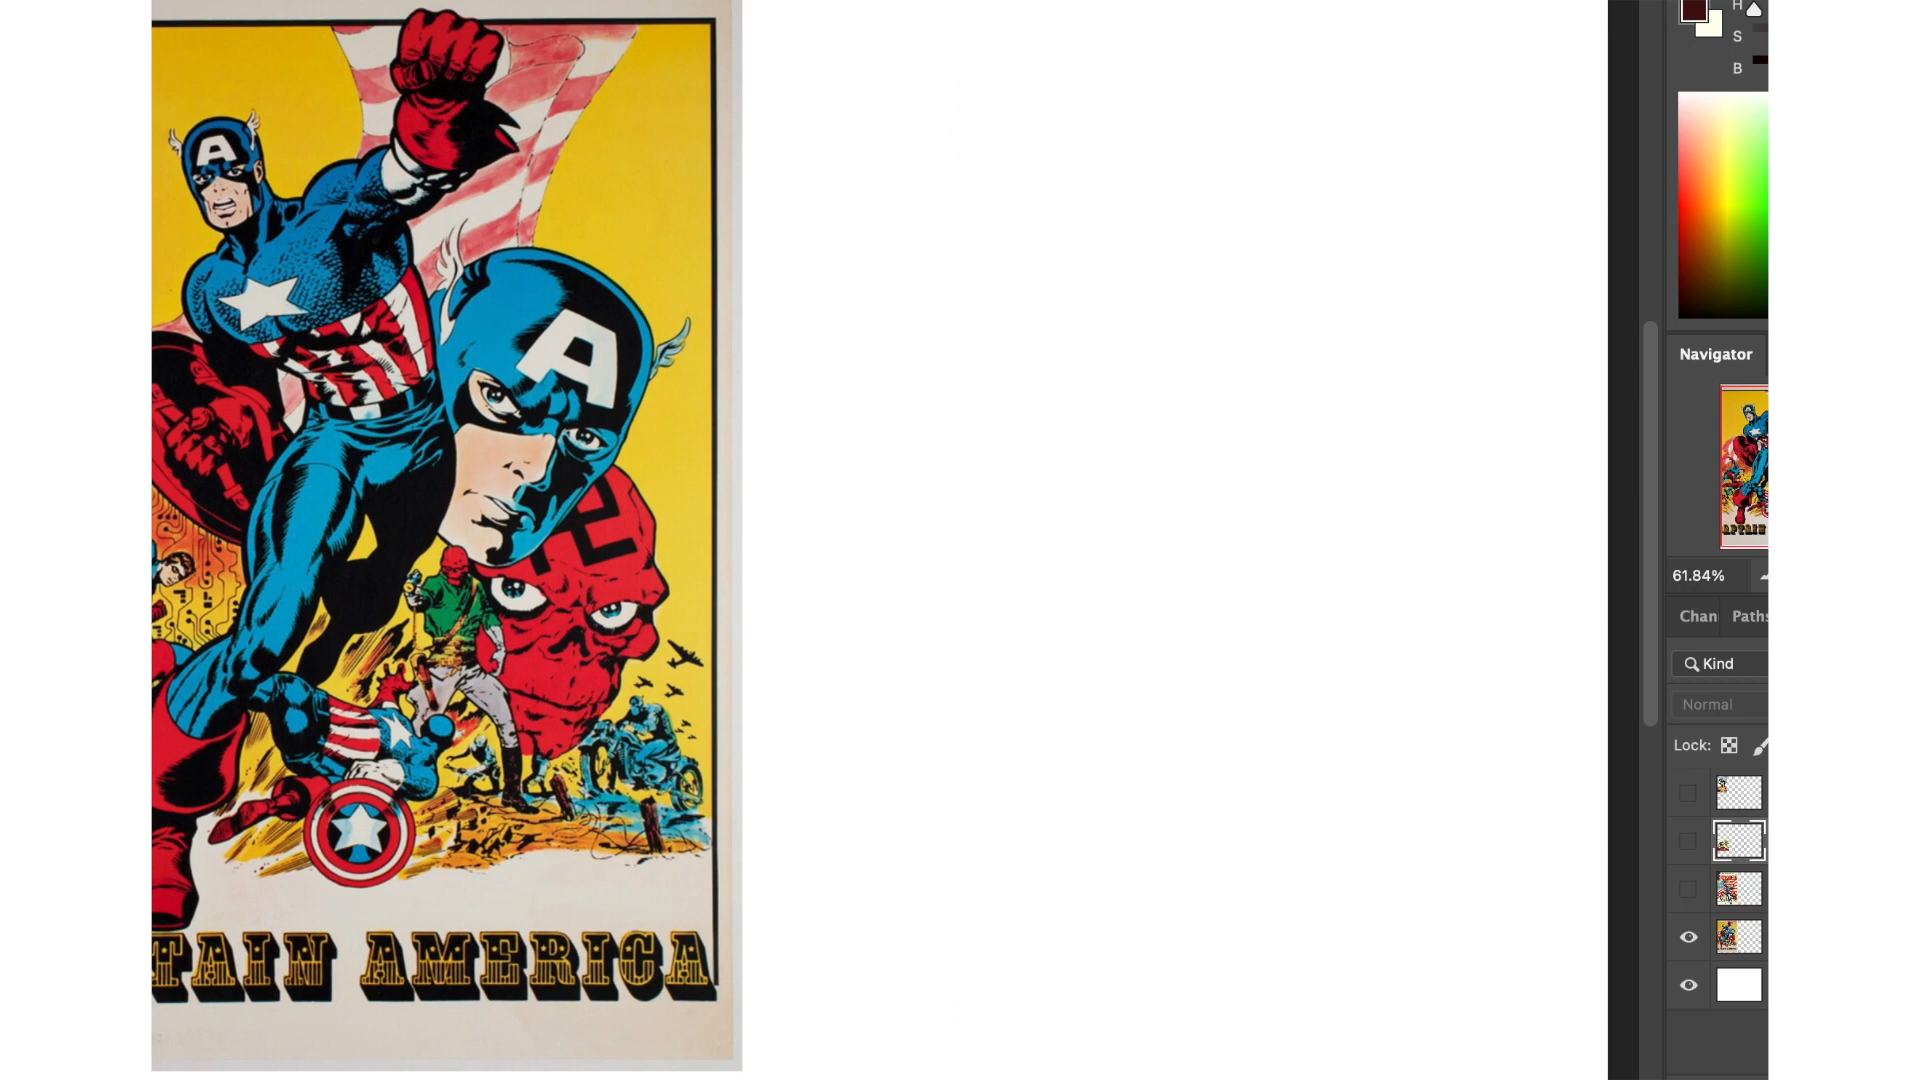 H
S
B
A
A
TAIN AMERICA
Navigator
61.84%
Chan Paths
Kind
Normal
Lock: